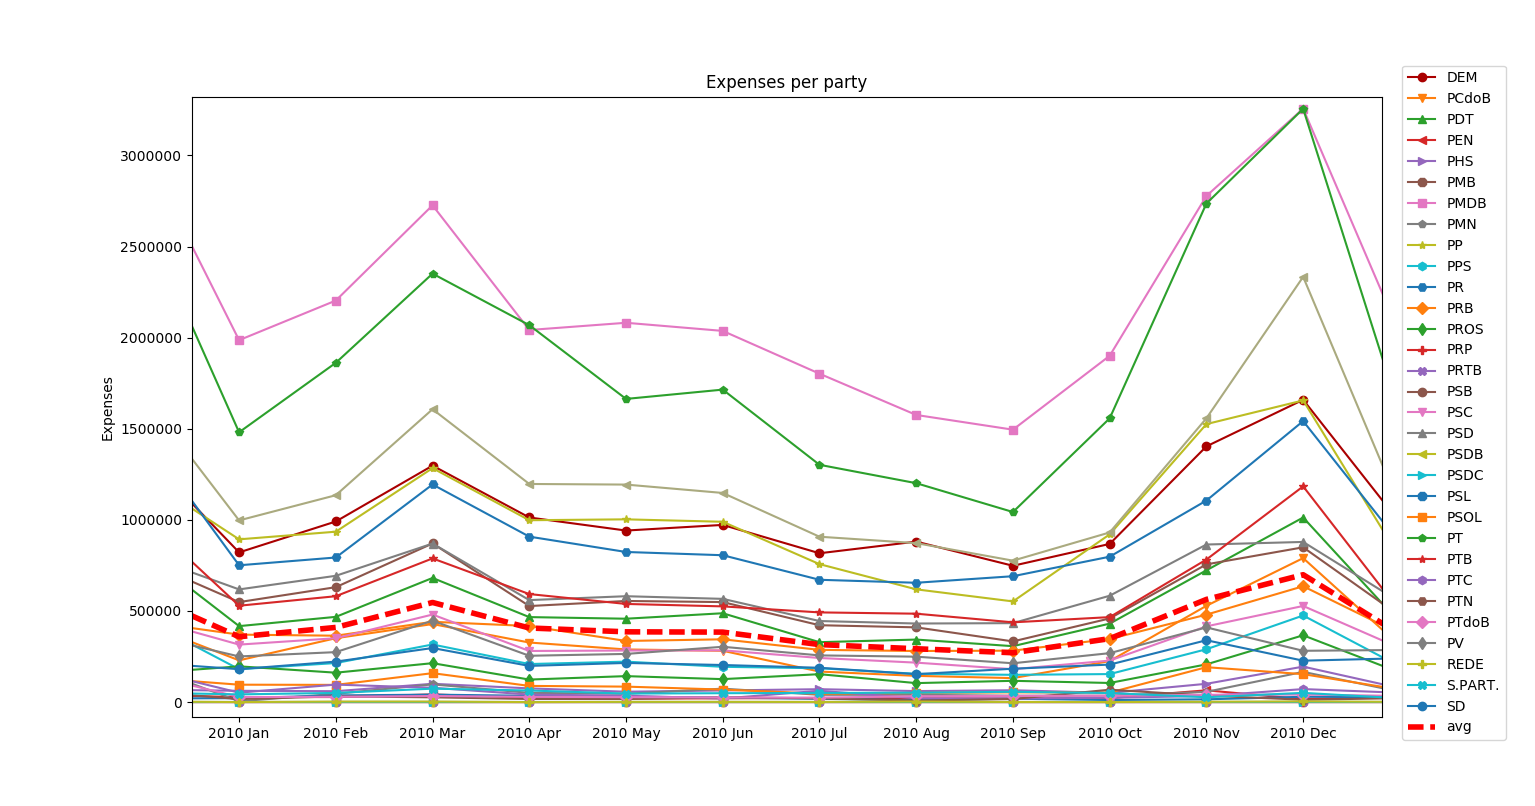 Expenses per party
Expenses
3000000
2500000
2000000
1500000
1000000
500000
0
2010 Jan
2010 Feb
2010 Mar
2010 Apr
2010 May
2010 Jun
2010 Jul
2010 Aug
2010 Sep
2010 Oct
2010 Nov
2010 Dec
DEM
PCdoB
PDT
PEN
PHS
PMB
PMDB
PMN
PP
PPS
PR
PRB
PROS
PRP
PRTB
PSB
PSC
PSD
PSDB
PSDC
PSL
PSOL
PT
PTB
PTC
PTN
PTdoB
PV
REDE
S.PART.
SD
avg